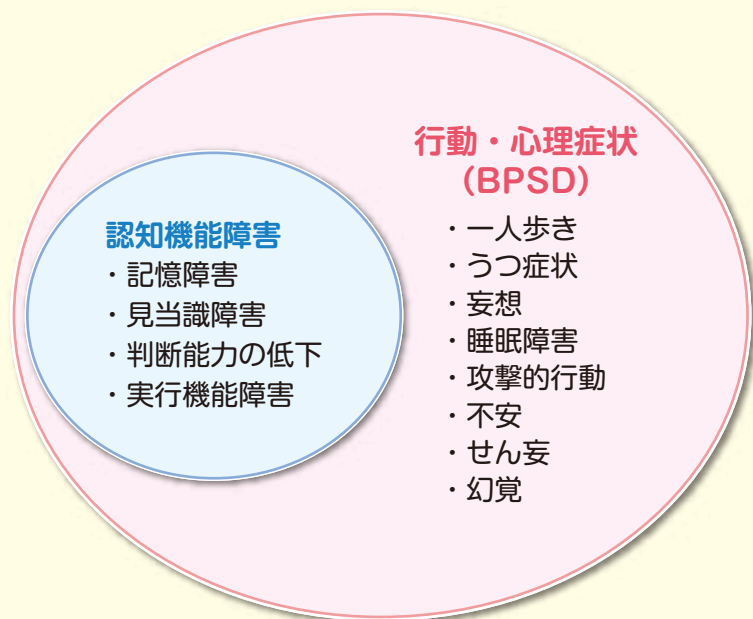 認知機能障害
・記憶障害
・見当識障害
・判断能力の低下
・実行機能障害
行動・心理症状
（BPSD）
・一人歩き
・うつ症状
・妄想
・睡眠障害
・攻撃的行動
・不安
・せん妄
・幻覚